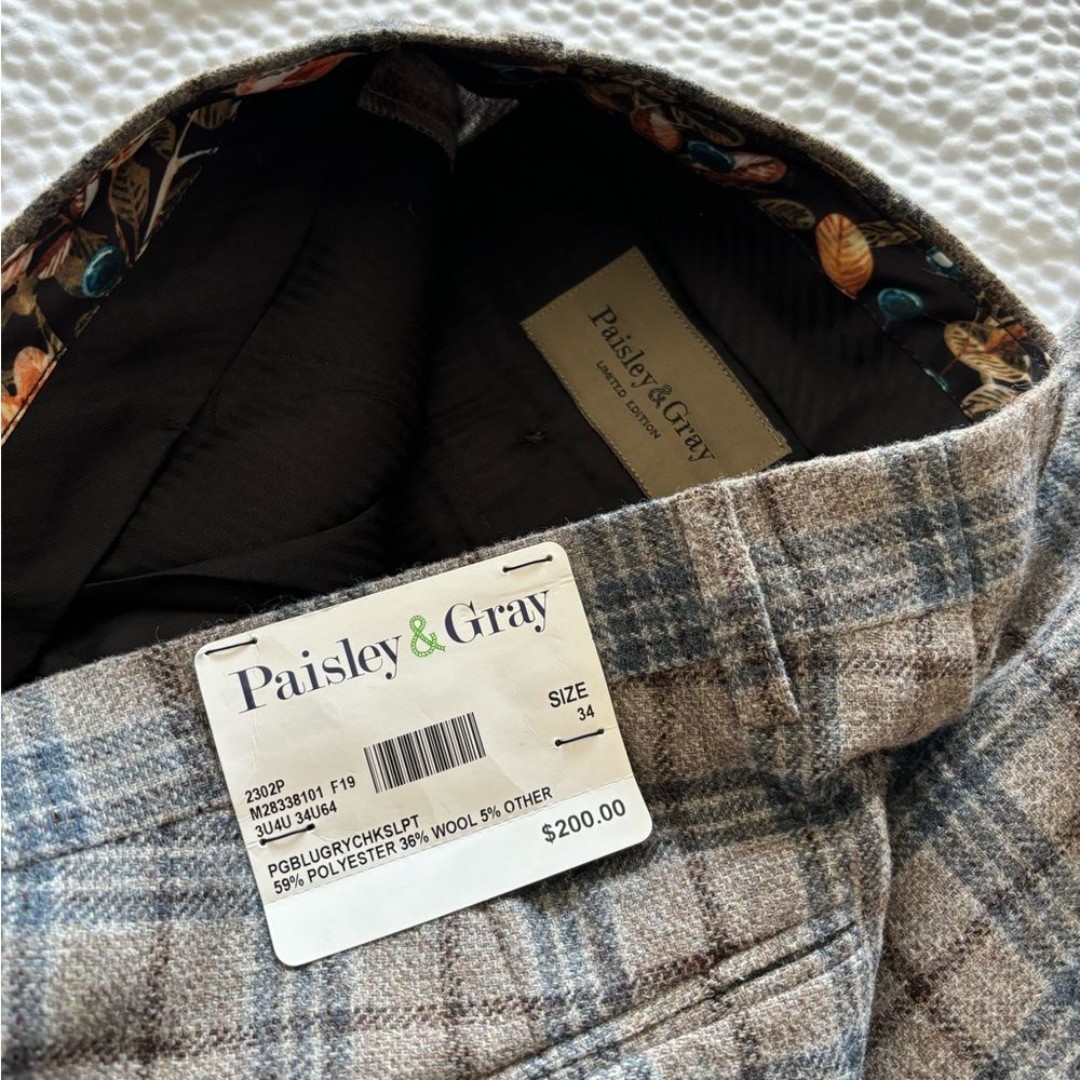 Paisley&Gray
LIMITED EDITION
Paisley&Gray
SIZE
34
2302P
M28338101 F19
3U4U 34U64
PGBLUGRYCHKSLPT
59% POLYESTER 36% WOOL 5% OTHER
$200.00